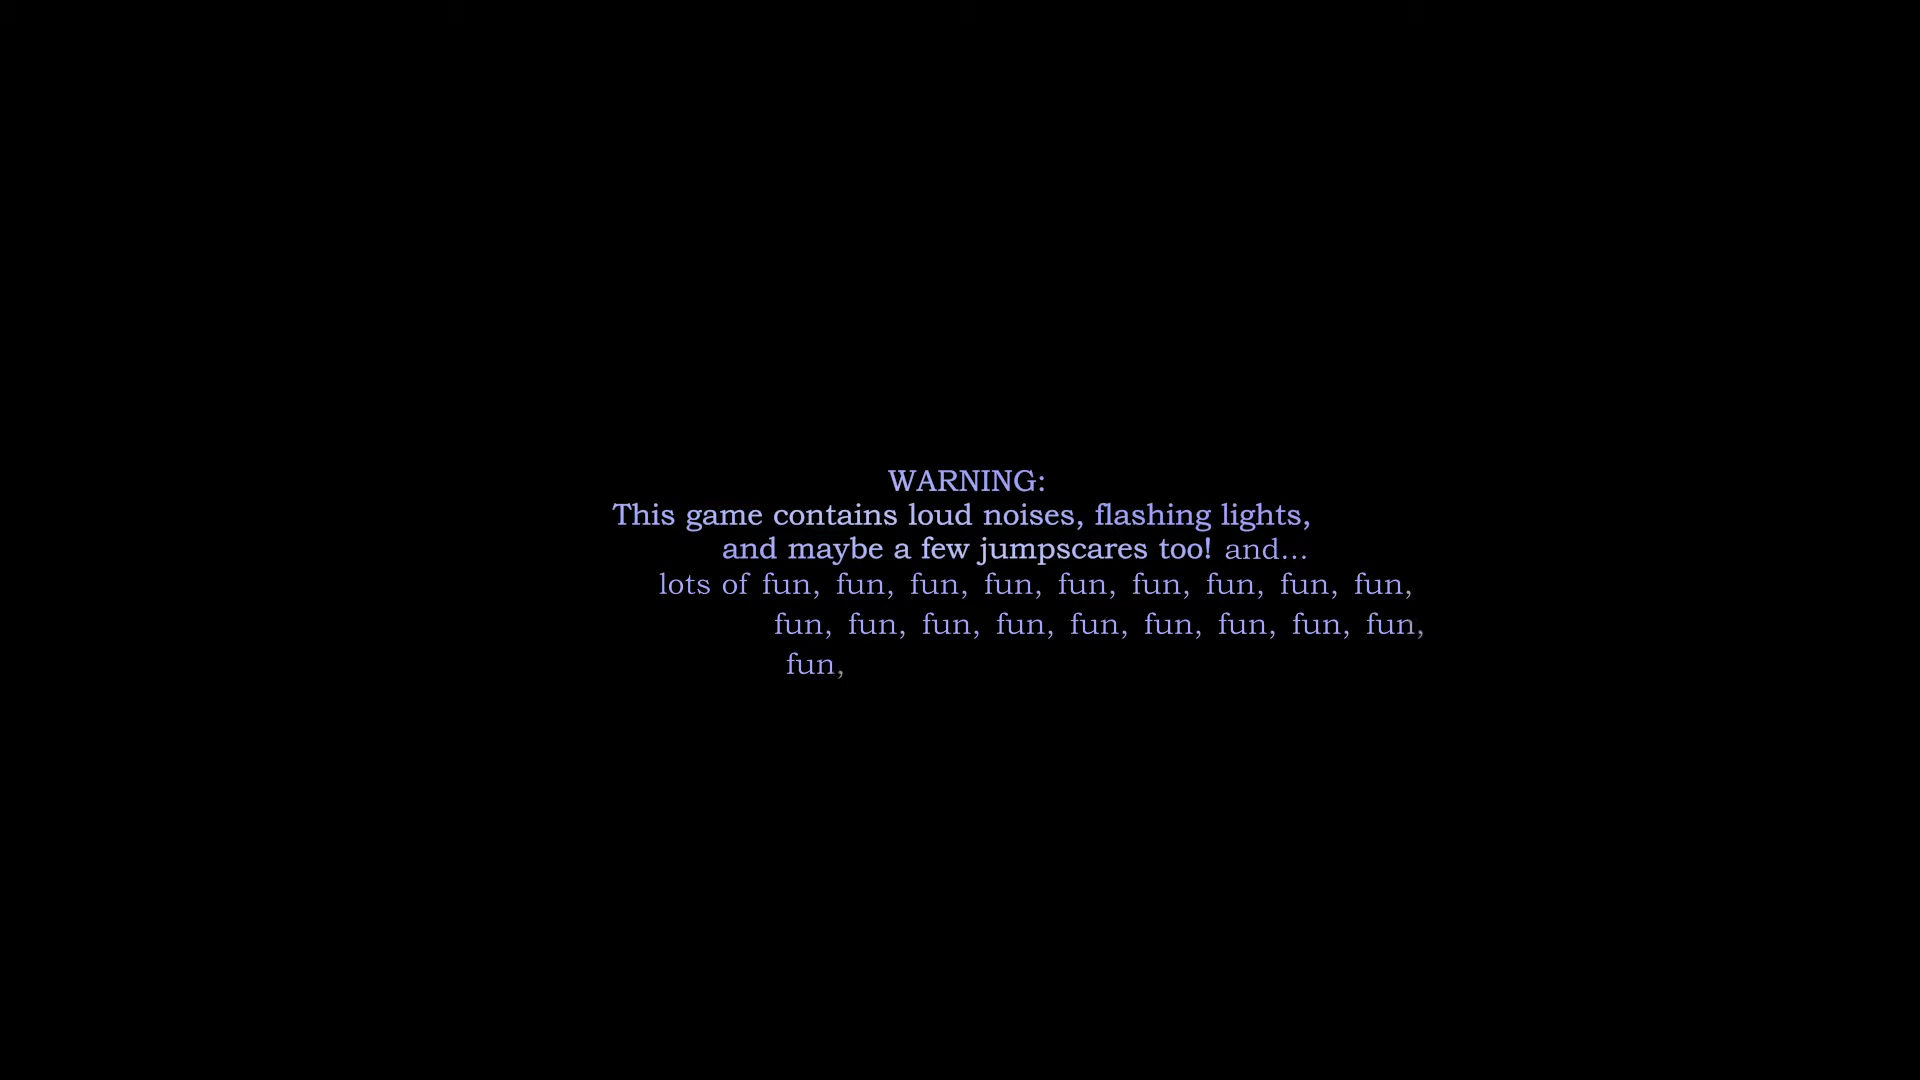 WARNING:
This game contains loud noises, flashing lights,
and maybe a few jumpscares too! and...
lots of fun, fun, fun, fun, fun, fun, fun, fun, fun,
fun, fun, fun, fun, fun, fun, fun, fun, fun,
fun,